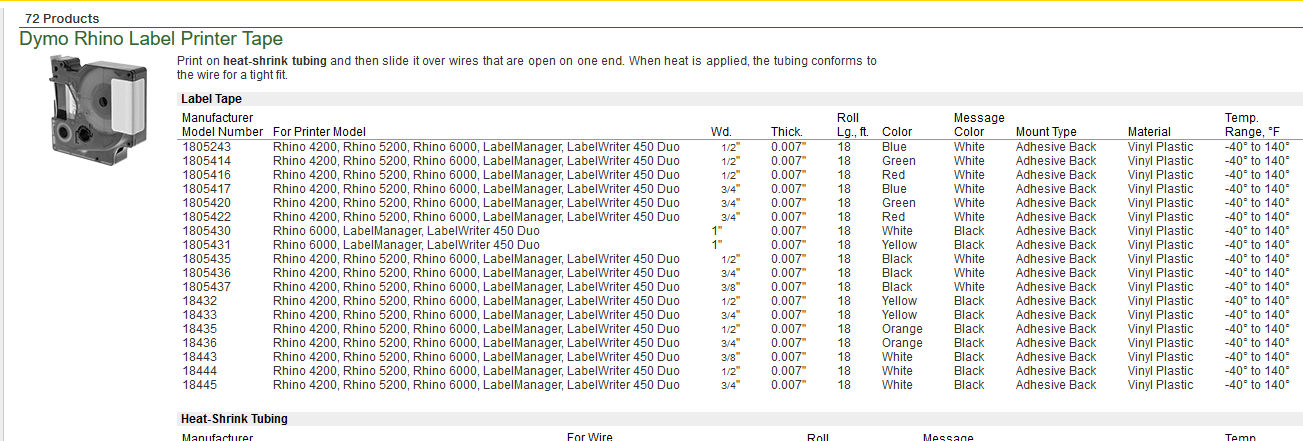 72 Products
Dymo Rhino Label Printer Tape
Print on heat-shrink tubing and then slide it over wires that are open on one end. When heat is applied, the tubing conforms to
the wire for a tight fit.
Label Tape
Manufacturer Roll Message Temp.
Model Number For Printer Model Wd. Thick. Lg., ft. Color Color Mount Type Material Range, °F
1805243 Rhino 4200, Rhino 5200, Rhino 6000, LabelManager, LabelWriter 450 Duo 1/2" 0.007" 18 Blue White Adhesive Back Vinyl Plastic -40° to 140°
1805414 Rhino 4200, Rhino 5200, Rhino 6000, LabelManager, LabelWriter 450 Duo 1/2" 0.007" 18 Green White Adhesive Back Vinyl Plastic -40° to 140°
1805416 Rhino 4200, Rhino 5200, Rhino 6000, LabelManager, LabelWriter 450 Duo 1/2" 0.007" 18 Red White Adhesive Back Vinyl Plastic -40° to 140°
1805417 Rhino 4200, Rhino 5200, Rhino 6000, LabelManager, LabelWriter 450 Duo 3/4" 0.007" 18 Blue White Adhesive Back Vinyl Plastic -40° to 140°
1805420 Rhino 4200, Rhino 5200, Rhino 6000, LabelManager, LabelWriter 450 Duo 3/4" 0.007" 18 Green White Adhesive Back Vinyl Plastic -40° to 140°
1805422 Rhino 4200, Rhino 5200, Rhino 6000, LabelManager, LabelWriter 450 Duo 3/4" 0.007" 18 Red White Adhesive Back Vinyl Plastic -40° to 140°
1805430 Rhino 6000, LabelManager, LabelWriter 450 Duo 1" 0.007" 18 White Black Adhesive Back Vinyl Plastic -40° to 140°
1805431 Rhino 6000, LabelManager, LabelWriter 450 Duo 1" 0.007" 18 Yellow Black Adhesive Back Vinyl Plastic -40° to 140°
1805435 Rhino 4200, Rhino 5200, Rhino 6000, LabelManager, LabelWriter 450 Duo 1/2" 0.007" 18 Black White Adhesive Back Vinyl Plastic -40° to 140°
1805436 Rhino 4200, Rhino 5200, Rhino 6000, LabelManager, LabelWriter 450 Duo 3/4" 0.007" 18 Black White Adhesive Back Vinyl Plastic -40° to 140°
1805437 Rhino 4200, Rhino 5200, Rhino 6000, LabelManager, LabelWriter 450 Duo 3/8" 0.007" 18 Black White Adhesive Back Vinyl Plastic -40° to 140°
18432 Rhino 4200, Rhino 5200, Rhino 6000, LabelManager, LabelWriter 450 Duo 1/2" 0.007" 18 Yellow Black Adhesive Back Vinyl Plastic -40° to 140°
18433 Rhino 4200, Rhino 5200, Rhino 6000, LabelManager, LabelWriter 450 Duo 3/4" 0.007" 18 Yellow Black Adhesive Back Vinyl Plastic -40° to 140°
18435 Rhino 4200, Rhino 5200, Rhino 6000, LabelManager, LabelWriter 450 Duo 1/2" 0.007" 18 Orange Black Adhesive Back Vinyl Plastic -40° to 140°
18436 Rhino 4200, Rhino 5200, Rhino 6000, LabelManager, LabelWriter 450 Duo 3/4" 0.007" 18 Orange Black Adhesive Back Vinyl Plastic -40° to 140°
18443 Rhino 4200, Rhino 5200, Rhino 6000, LabelManager, LabelWriter 450 Duo 3/8" 0.007" 18 White Black Adhesive Back Vinyl Plastic -40° to 140°
18444 Rhino 4200, Rhino 5200, Rhino 6000, LabelManager, LabelWriter 450 Duo 1/2" 0.007" 18 White Black Adhesive Back Vinyl Plastic -40° to 140°
18445 Rhino 4200, Rhino 5200, Rhino 6000, LabelManager, LabelWriter 450 Duo 3/4" 0.007" 18 White Black Adhesive Back Vinyl Plastic -40° to 140°
Heat-Shrink Tubing
Manufacturer For Wire Roll Message Temp